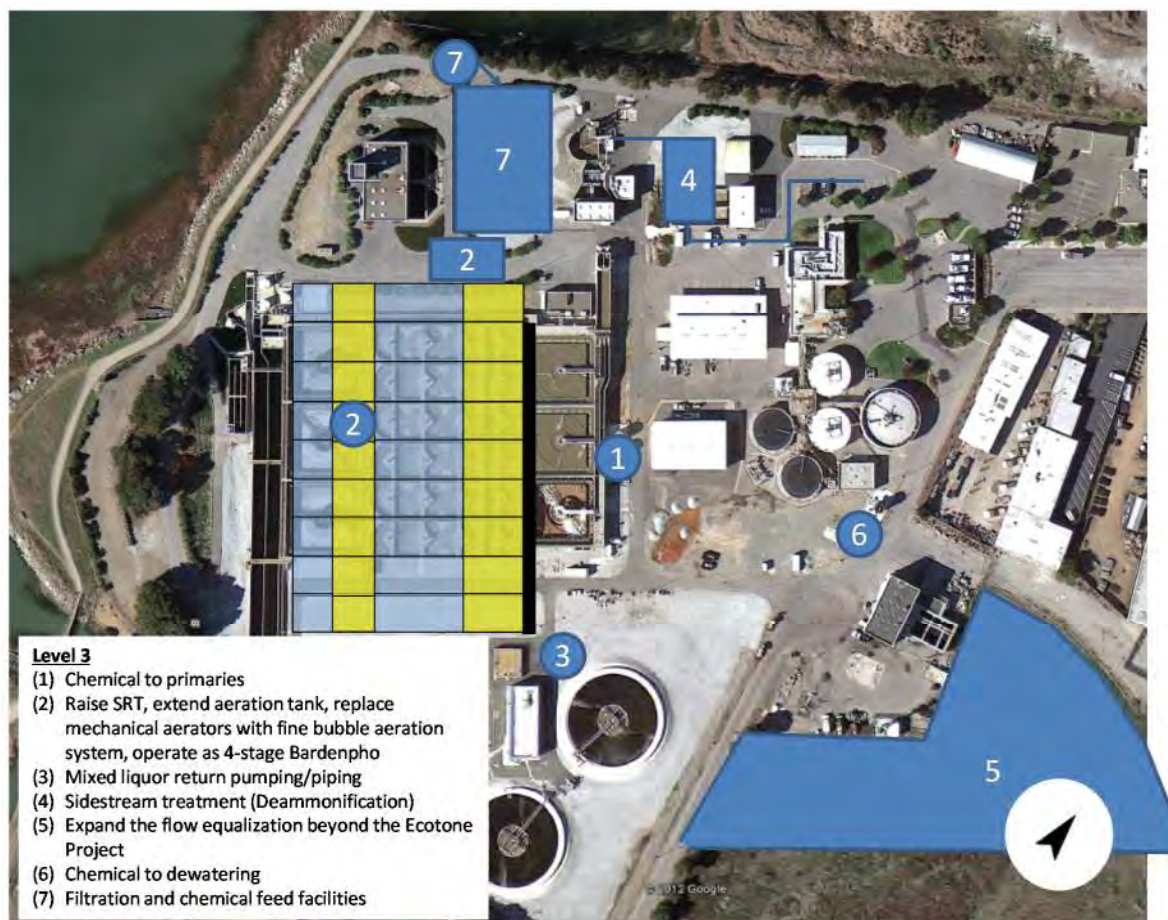 7
7
4
2
2
1
6
3
5
Level 3
(1) Chemical to primaries
(2) Raise SRT, extend aeration tank, replace
mechanical aerators with fine bubble aeration
system, operate as 4-stage Bardenpho
(3) Mixed liquor return pumping/piping
(4) Sidestream treatment (Deammonification)
(5) Expand the flow equalization beyond the Ecotone
Project
(6) Chemical to dewatering
(7) Filtration and chemical feed facilities
© 2012 Google